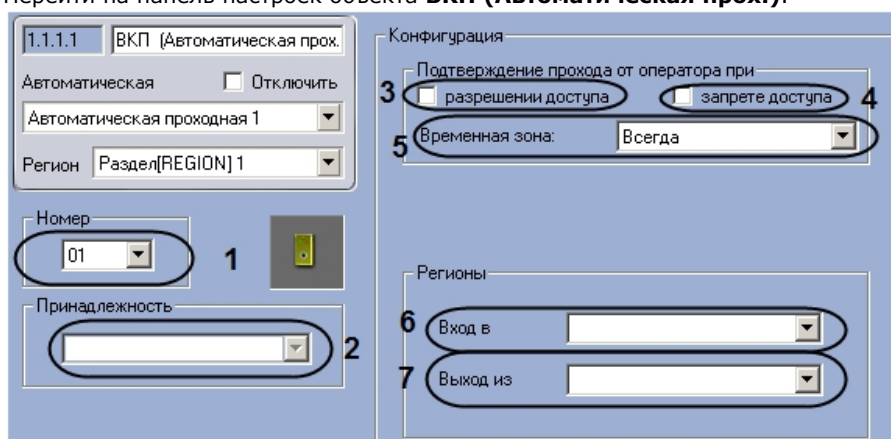 Перейти на панель настроек объекта ВКП (Автоматическая прох.).
1.1.1.1 ВКП (Автоматическая прох.
Автоматическая Отключить
Автоматическая проходная 1
Регион Раздел[REGION] 1
Номер
01 1
Принадлежность
2
Конфигурация
Подтверждение прохода от оператора при
3 разрешении доступа запрете доступа 4
5 Временная зона: Всегда
Регионы
6 Вход в
7 Выход из